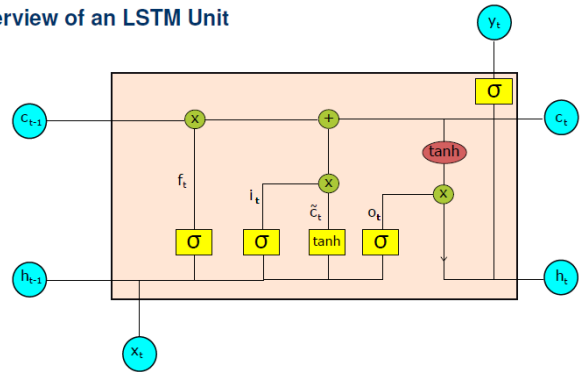 erview of an LSTM Unit
yₜ
σ
cₜ₋₁
x
+
cₜ
tanh
fₜ
iₜ
x
c̃ₜ
oₜ
x
σ
σ
tanh
σ
hₜ₋₁
hₜ
xₜ